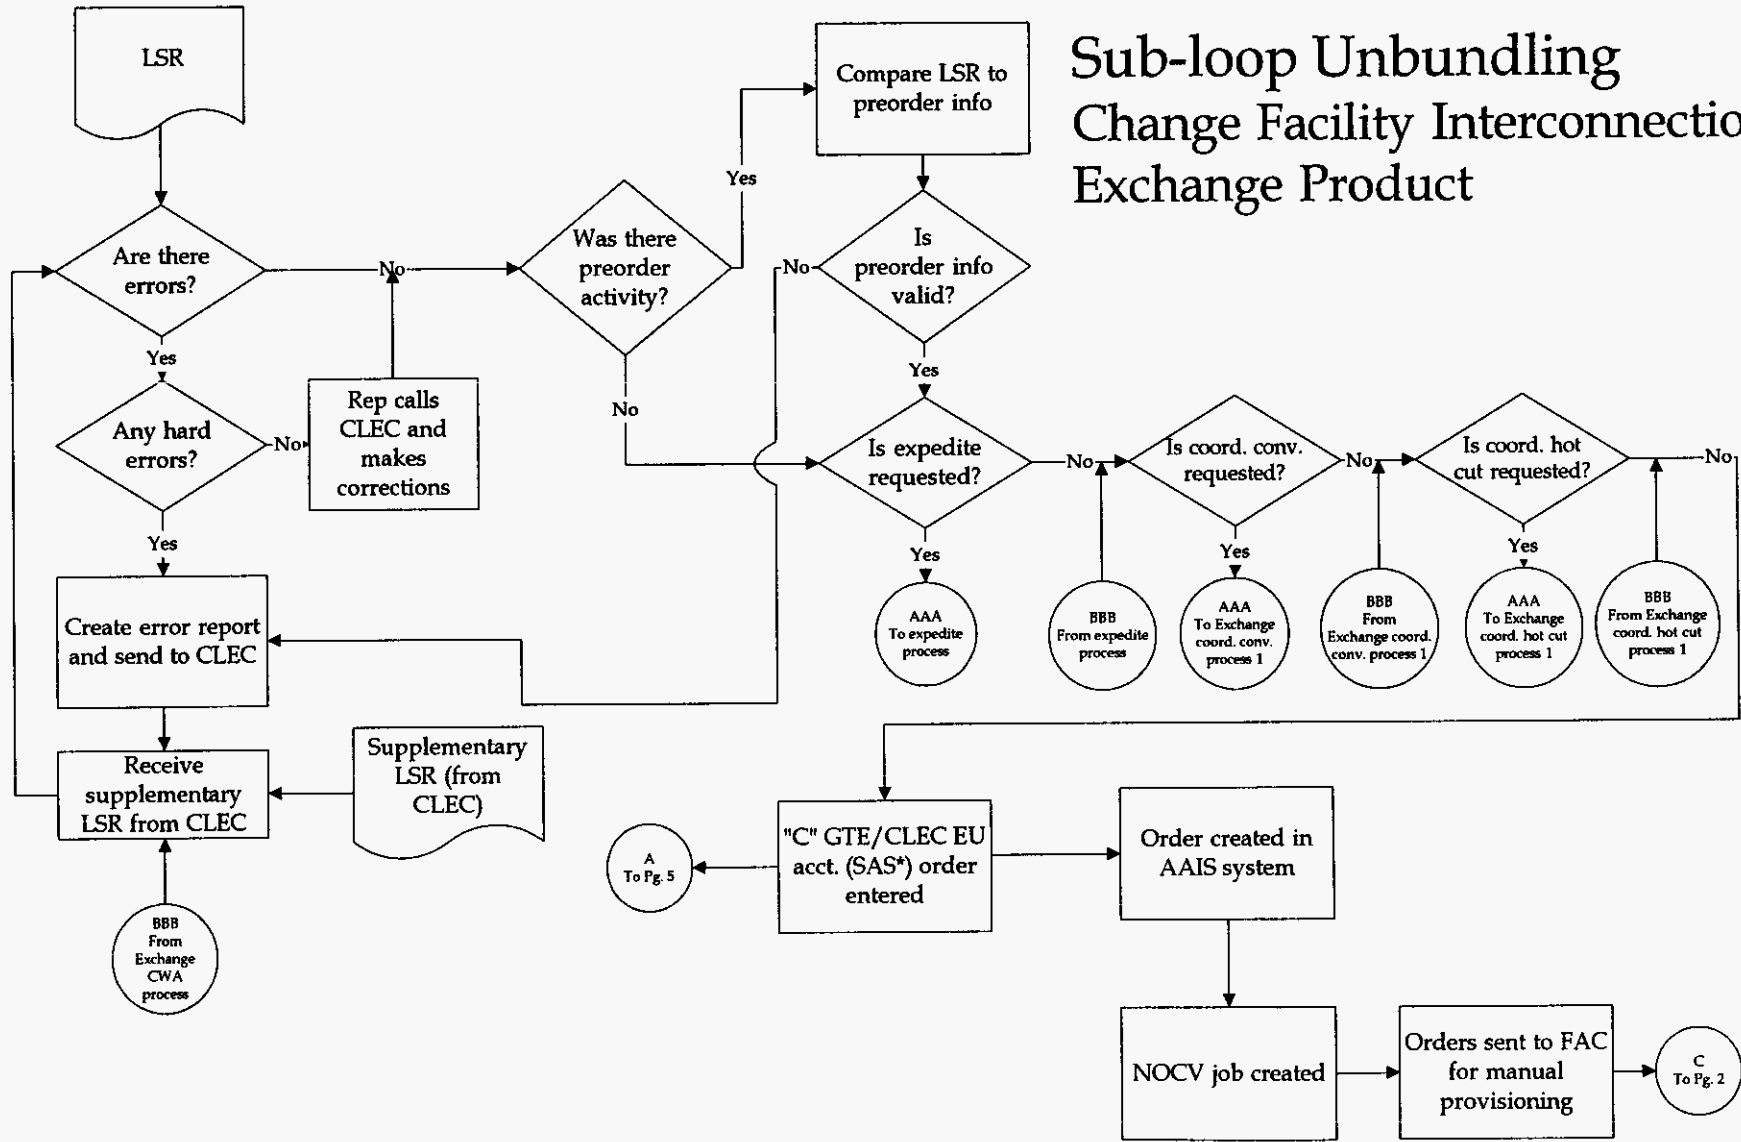 Sub-loop Unbundling
Change Facility Interconnectio
Exchange Product
LSR
Compare LSR to
preorder info
Yes
Are there
errors?
No
Was there
preorder
activity?
No
Is
preorder info
valid?
Yes
Yes
Any hard
errors?
No
Rep calls
CLEC and
makes
corrections
No
Is expedite
requested?
No
Is coord. conv.
requested?
No
Is coord. hot
cut requested?
No
Yes
Yes
Yes
Yes
Create error report
and send to CLEC
AAA
To expedite
process
BBB
From expedite
process
AAA
To Exchange
coord. conv.
process 1
BBB
From
Exchange coord.
conv. process 1
AAA
To Exchange
coord. hot cut
process 1
BBB
From Exchange
coord. hot cut
process 1
Receive
supplementary
LSR from CLEC
Supplementary
LSR (from
CLEC)
A
To Pg. 5
"C" GTE/CLEC EU
acct. (SAS*) order
entered
Order created in
AAIS system
BBB
From
Exchange
CWA
process
NOCV job created
Orders sent to FAC
for manual
provisioning
C
To Pg. 2